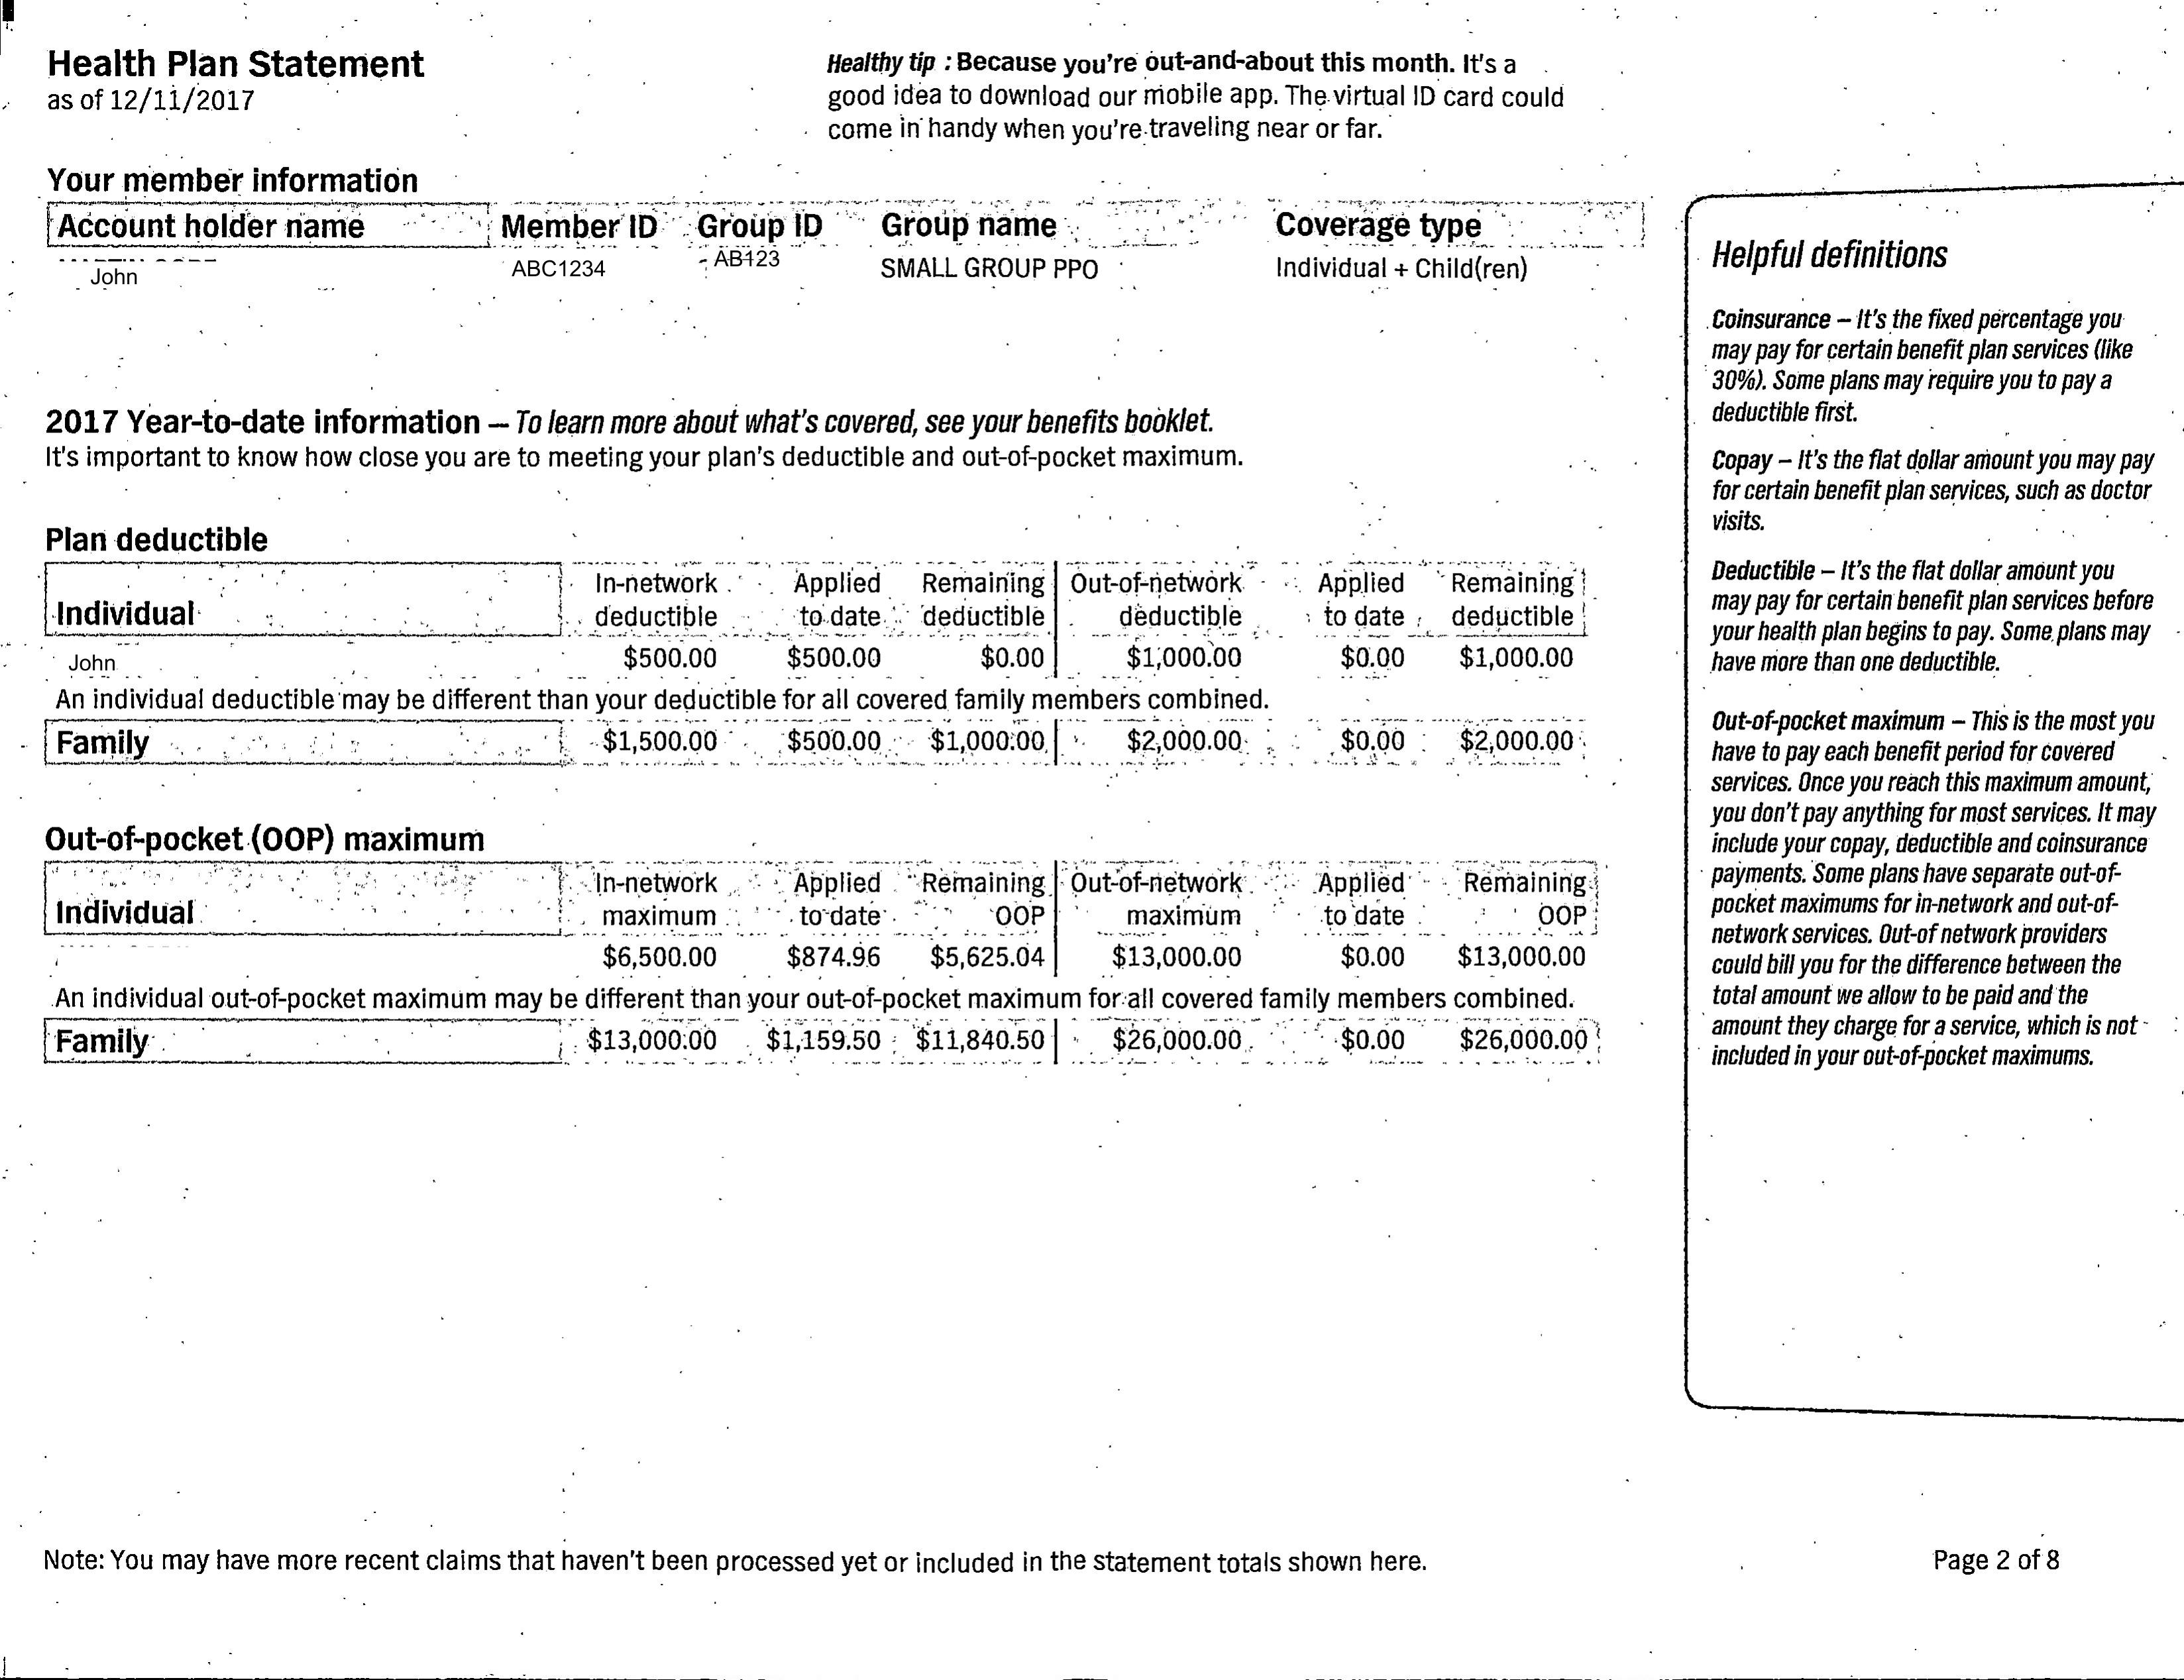 Health Plan Statement
as of 12/11/2017
Healthy tip : Because you're out-and-about this month. It's a
good idea to download our mobile app. The virtual ID card could
come in handy when you're traveling near or far.
Your member information
Account holder name Member ID Group ID Group name Coverage type
John ABC1234 AB123 SMALL GROUP PPO Individual + Child(ren)
2017 Year-to-date information – To learn more about what's covered, see your benefits booklet.
It's important to know how close you are to meeting your plan's deductible and out-of-pocket maximum.
Plan deductible
In-network Applied Remaining Out-of-network Applied Remaining
Individual deductible to date deductible deductible to date deductible
John $500.00 $500.00 $0.00 $1,000.00 $0.00 $1,000.00
An individual deductible may be different than your deductible for all covered family members combined.
Family $1,500.00 $500.00 $1,000.00 $2,000.00 $0.00 $2,000.00
Out-of-pocket (OOP) maximum
In-network Applied Remaining Out-of-network Applied Remaining
Individual maximum to date OOP maximum to date OOP
$6,500.00 $874.96 $5,625.04 $13,000.00 $0.00 $13,000.00
An individual out-of-pocket maximum may be different than your out-of-pocket maximum for all covered family members combined.
Family $13,000.00 $1,159.50 $11,840.50 $26,000.00 $0.00 $26,000.00
Helpful definitions
Coinsurance – It's the fixed percentage you
may pay for certain benefit plan services (like
30%). Some plans may require you to pay a
deductible first.
Copay – It's the flat dollar amount you may pay
for certain benefit plan services, such as doctor
visits.
Deductible – It's the flat dollar amount you
may pay for certain benefit plan services before
your health plan begins to pay. Some plans may
have more than one deductible.
Out-of-pocket maximum – This is the most you
have to pay each benefit period for covered
services. Once you reach this maximum amount,
you don't pay anything for most services. It may
include your copay, deductible and coinsurance
payments. Some plans have separate out-of-
pocket maximums for in-network and out-of-
network services. Out-of network providers
could bill you for the difference between the
total amount we allow to be paid and the
amount they charge for a service, which is not
included in your out-of-pocket maximums.
Note: You may have more recent claims that haven't been processed yet or included in the statement totals shown here.
Page 2 of 8